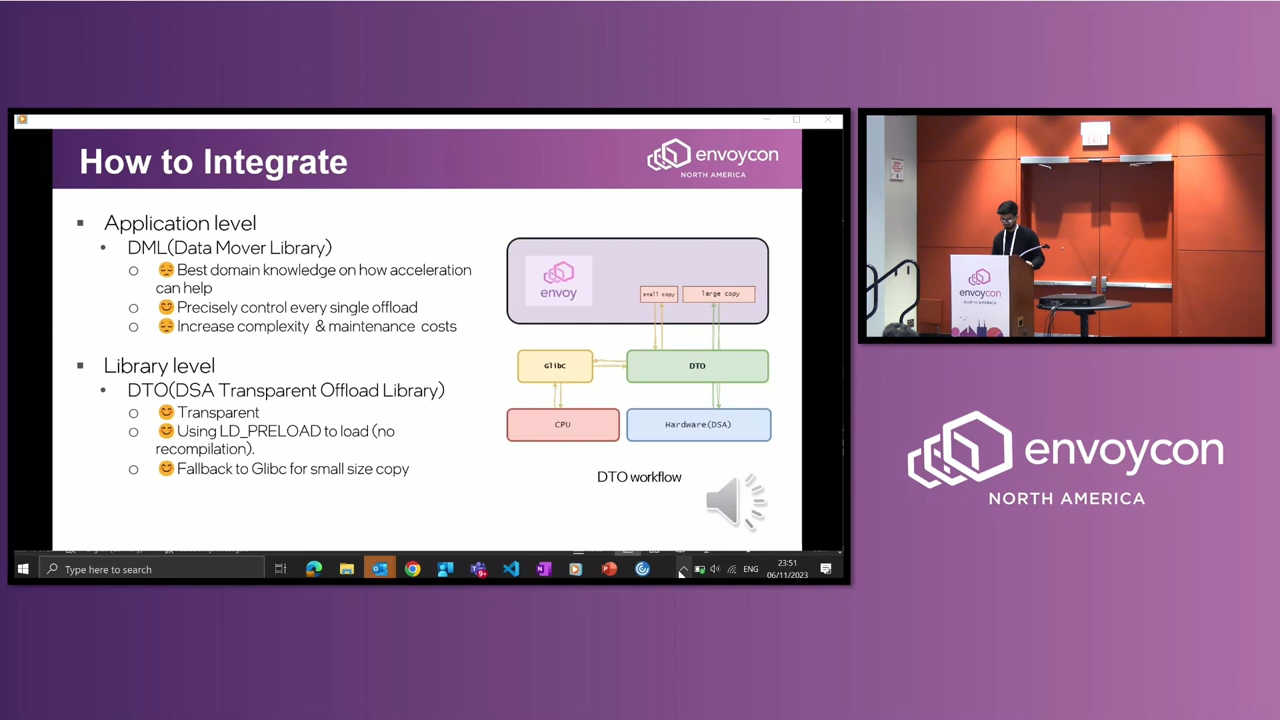 How to Integrate
envoycon
NORTH AMERICA
Application level
DML(Data Mover Library)
😔Best domain knowledge on how acceleration
can help
😊Precisely control every single offload
😔Increase complexity & maintenance costs
Library level
DTO(DSA Transparent Offload Library)
😊Transparent
😊Using LD_PRELOAD to load (no
recompilation).
😊Fallback to Glibc for small size copy
envoy
small copy
large copy
GlibC
DTO
CPU
Hardware(DSA)
DTO workflow
Type here to search
ENG
23:51
06/11/2023
envoycon
NORTH AMERICA
envoycon
NORTH AMERICA